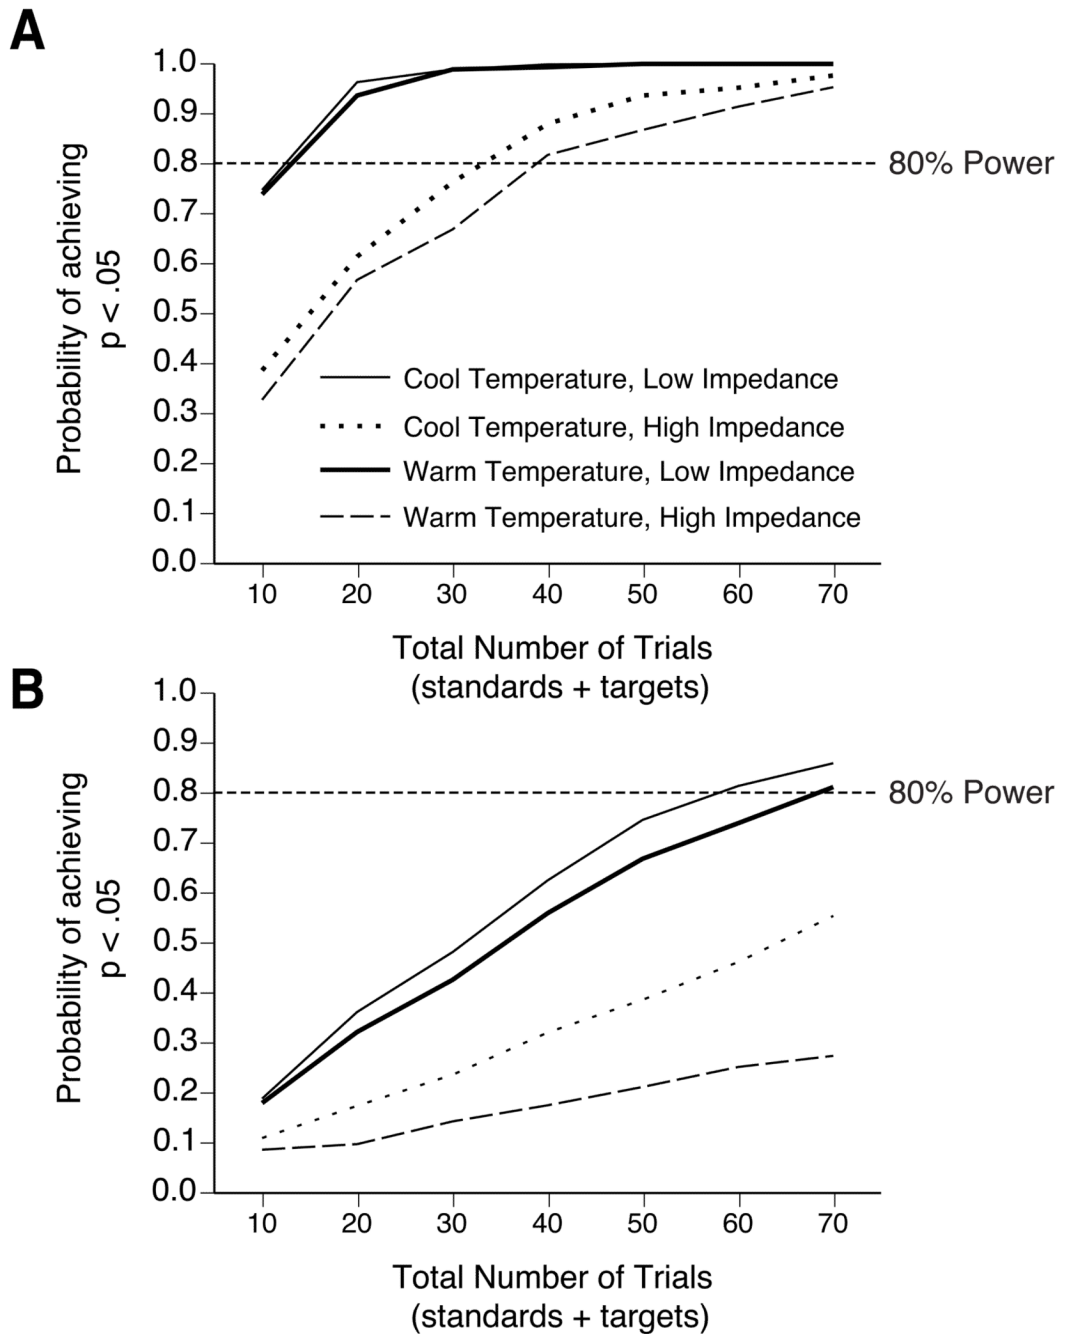 A
1.0
0.9
0.8
0.7
0.6
0.5
0.4
0.3
0.2
0.1
0.0
Probability of achieving
p < .05
80% Power
Cool Temperature, Low Impedance
Cool Temperature, High Impedance
Warm Temperature, Low Impedance
Warm Temperature, High Impedance
10 20 30 40 50 60 70
Total Number of Trials
(standards + targets)
B
1.0
0.9
0.8
0.7
0.6
0.5
0.4
0.3
0.2
0.1
0.0
Probability of achieving
p < .05
80% Power
10 20 30 40 50 60 70
Total Number of Trials
(standards + targets)